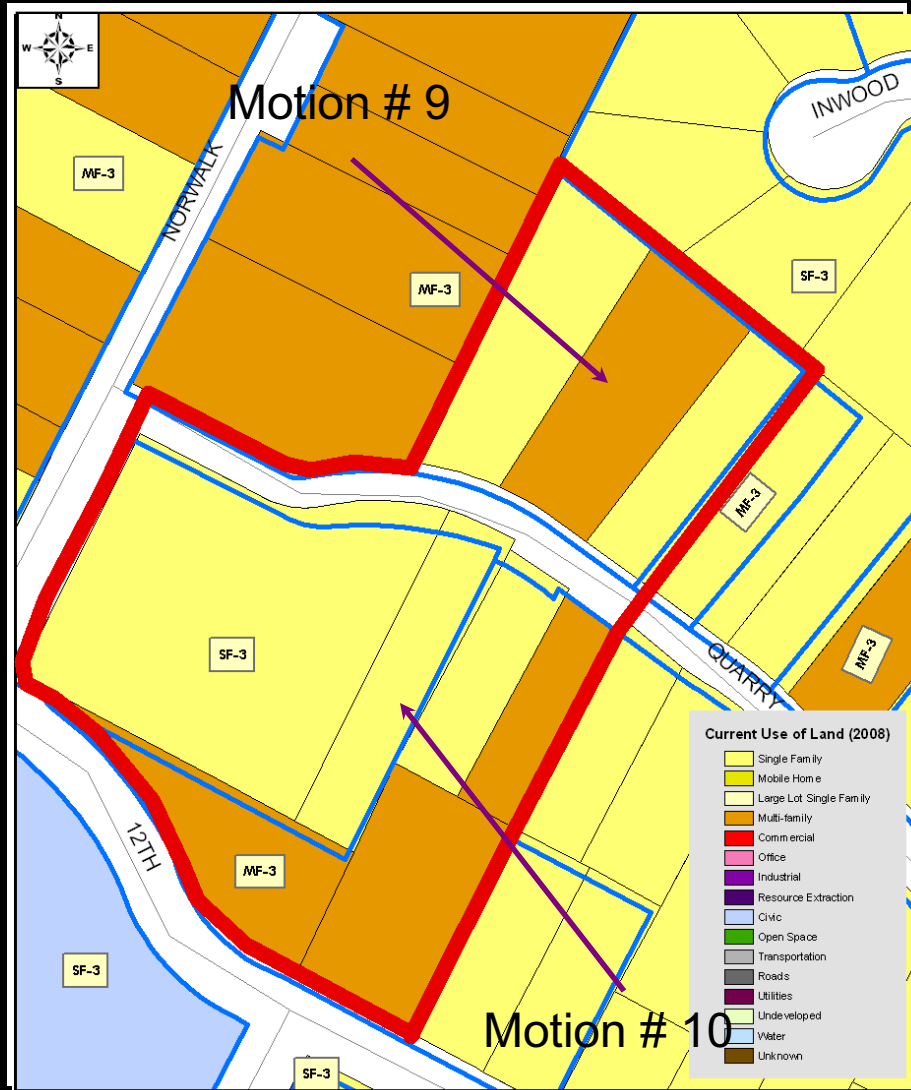 N
W E
S
Motion # 9
INWOOD
MF-3
NORWALK
SF-3
MF-3
MF-3
SF-3
MF-3
QUARRY
12TH
MF-3
SF-3
Motion # 10
SF-3
Current Use of Land (2008)
Single Family
Mobile Home
Large Lot Single Family
Multi-family
Commercial
Office
Industrial
Resource Extraction
Civic
Open Space
Transportation
Roads
Utilities
Undeveloped
Water
Unknown